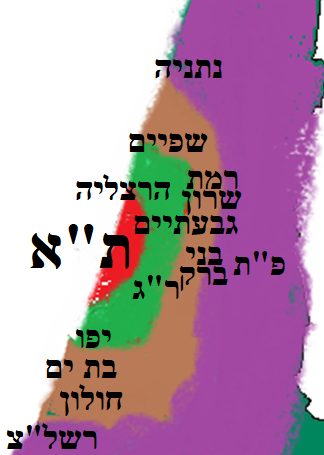 נתניה
שפיים
רמת
שרון
הרצליה
גבעתיים
ת"א
בני
ברק
פ"ת
ר"ג
יפו
בת ים
חולון
רשל"צ